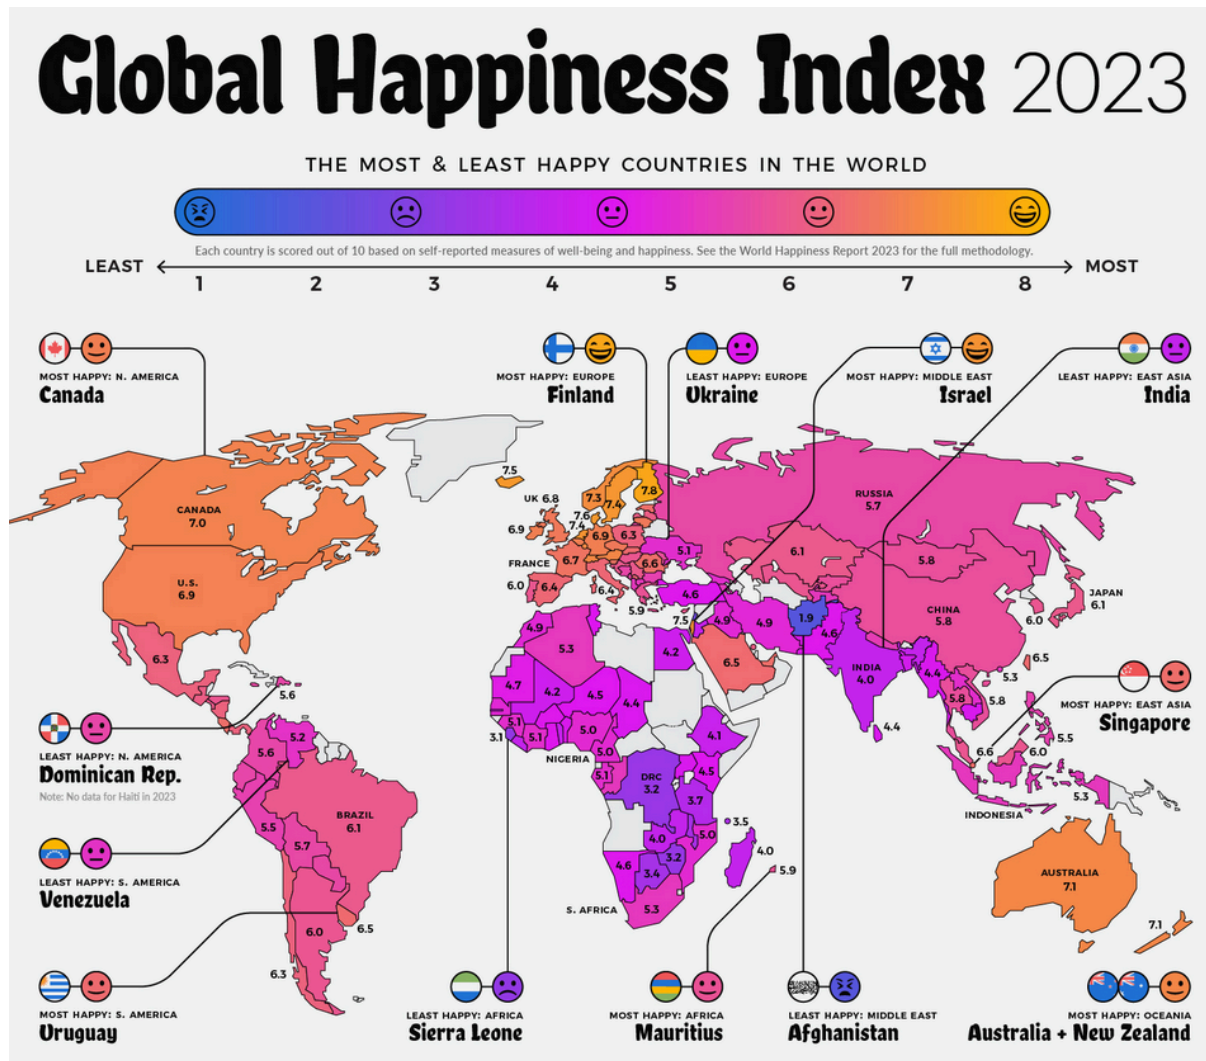 Global Happiness Index 2023
THE MOST & LEAST HAPPY COUNTRIES IN THE WORLD
Each country is scored out of 10 based on self-reported measures of well-being and happiness. See the World Happiness Report 2023 for the full methodology.
LEAST MOST
1 2 3 4 5 6 7 8
MOST HAPPY: N. AMERICA
Canada
MOST HAPPY: EUROPE
Finland
LEAST HAPPY: EUROPE
Ukraine
MOST HAPPY: MIDDLE EAST
Israel
LEAST HAPPY: EAST ASIA
India
CANADA
7.0
U.S.
6.9
6.3
5.6
7.5
UK 6.8
6.9
7.3
7.4
7.8
7.6
7.4
6.9
6.3
FRANCE
6.7
6.6
5.1
6.0
6.4
6.4
5.9
4.6
7.5
RUSSIA
5.7
6.1
5.8
CHINA
5.8
JAPAN
6.1
6.0
6.5
5.3
4.9
4.9
1.9
4.6
INDIA
4.0
4.4
4.4
5.8
5.8
6.5
4.9
5.3
4.2
4.7
4.2
4.5
4.4
5.1
3.1
5.1
5.0
NIGERIA
5.0
5.1
4.1
DRC
3.2
4.5
3.7
3.5
4.0
5.0
4.6
3.4
3.2
4.0
5.9
S. AFRICA
5.3
6.6
6.0
5.5
5.3
INDONESIA
AUSTRALIA
7.1
7.1
5.2
5.6
BRAZIL
6.1
5.5
5.7
6.0
6.5
6.3
LEAST HAPPY: N. AMERICA
Dominican Rep.
Note: No data for Haiti in 2023
LEAST HAPPY: S. AMERICA
Venezuela
MOST HAPPY: S. AMERICA
Uruguay
MOST HAPPY: EAST ASIA
Singapore
LEAST HAPPY: AFRICA
Sierra Leone
MOST HAPPY: AFRICA
Mauritius
LEAST HAPPY: MIDDLE EAST
Afghanistan
MOST HAPPY: OCEANIA
Australia + New Zealand